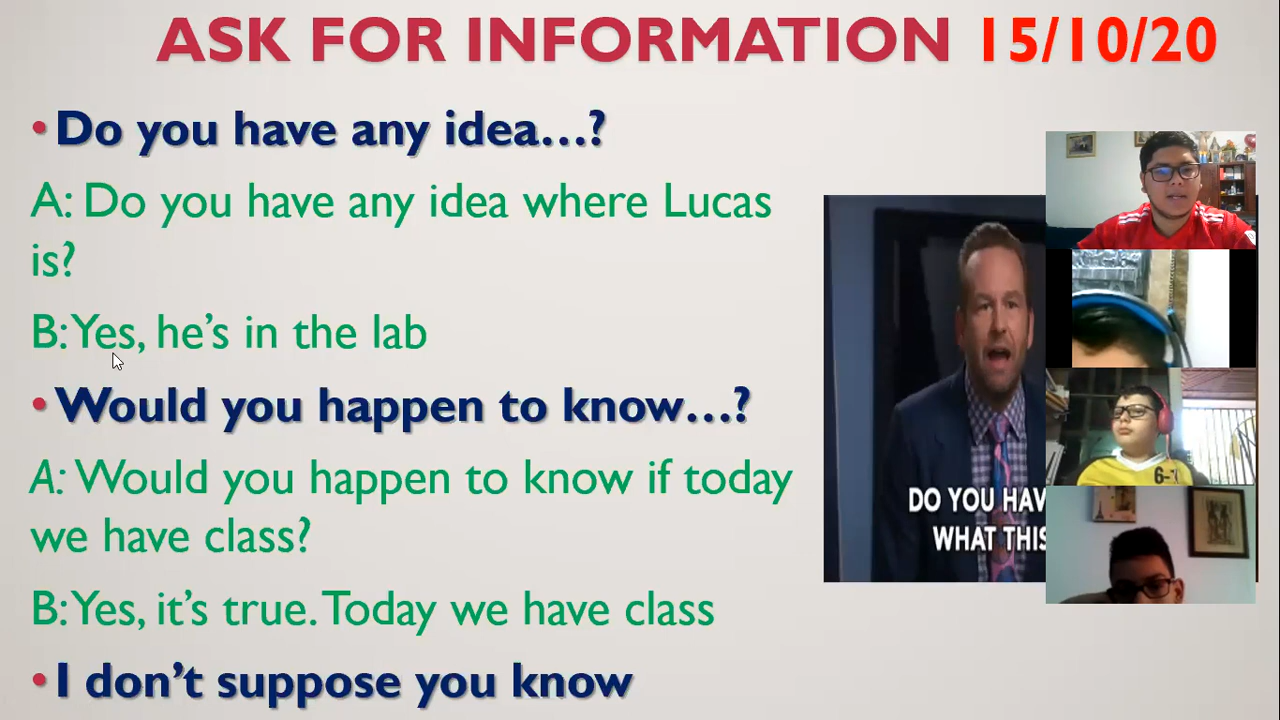 ASK FOR INFORMATION 15/10/20
•Do you have any idea…?
A: Do you have any idea where Lucas
is?
B: Yes, he’s in the lab
•Would you happen to know…?
A: Would you happen to know if today
we have class?
B: Yes, it’s true. Today we have class
•I don’t suppose you know
DO YOU HAV
WHAT THIS